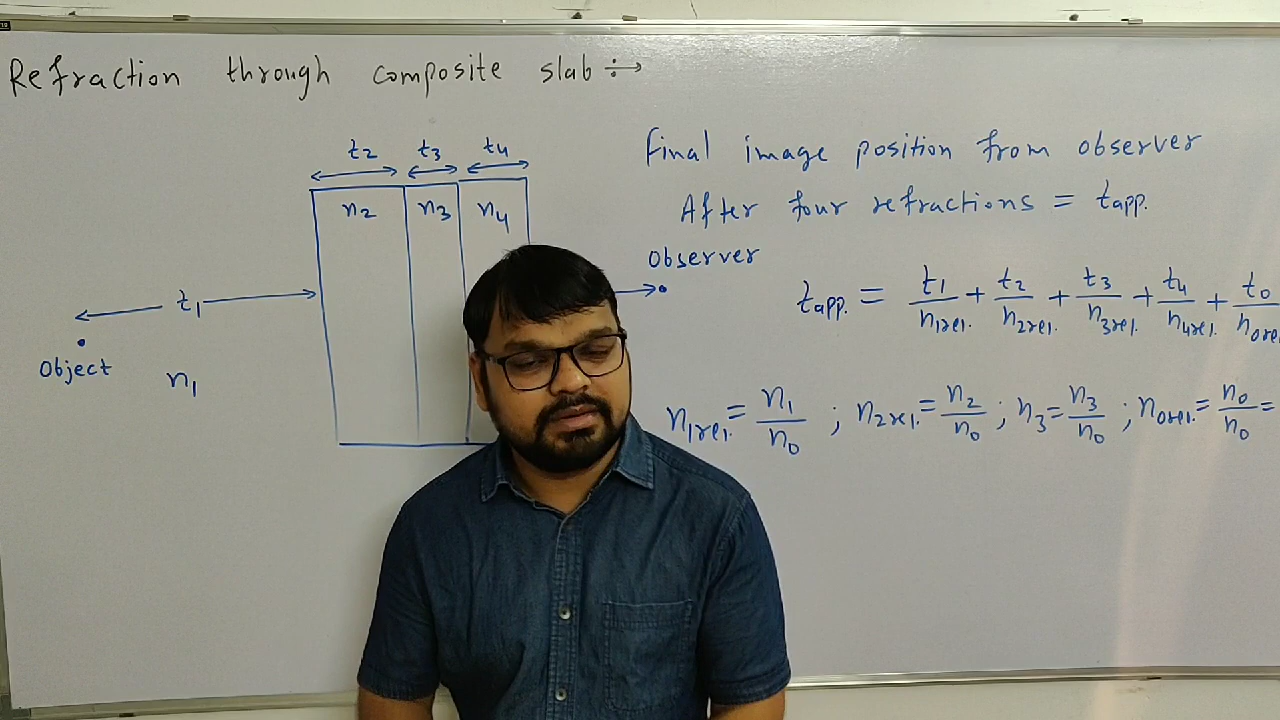 Refraction through composite slab ÷→
t2 t3 t4
n2 n3 n4
t1
Object
n1
Final image position from observer
After four refractions = tapp.
Observer
tapp. = t1/n1rel. + t2/n2rel. + t3/n3rel. + t4/n4rel. + t0/n0rel
n1rel. = n1/n0 ; n2rel. = n2/n0 ; n3 = n3/n0 ; n0rel. = n0/n0 =